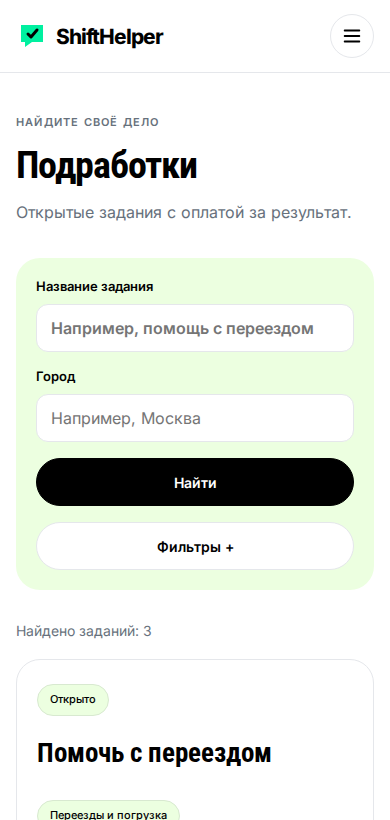 ShiftHelper
НАЙДИТЕ СВОЁ ДЕЛО
Подработки
Открытые задания с оплатой за результат.
Название задания
Например, помощь с переездом
Город
Например, Москва
Найти
Фильтры +
Найдено заданий: 3
Открыто
Помочь с переездом
Переезды и погрузка